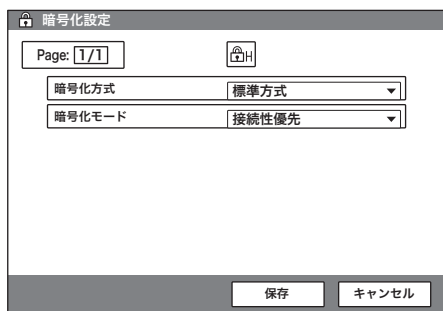 暗号化設定
Page: 1/1
H
暗号化方式 標準方式
暗号化モード 接続性優先
保存 キャンセル